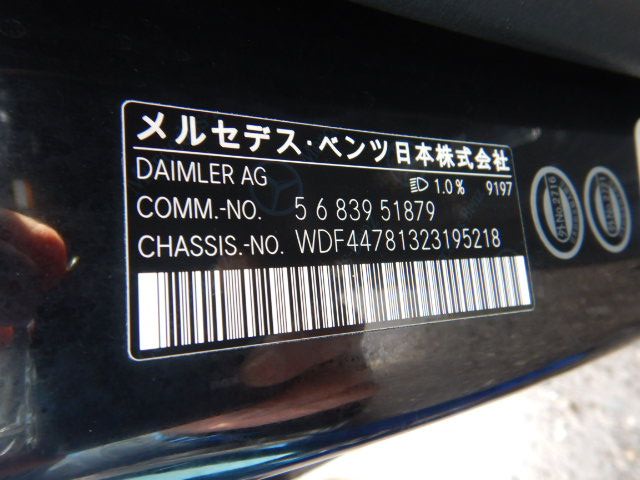 メルセデス・ベンツ日本株式会社
DAIMLER AG
1.0% 9197
COMM.-NO. 5 6 839 51879
CHASSIS.-NO. WDF44781323195218